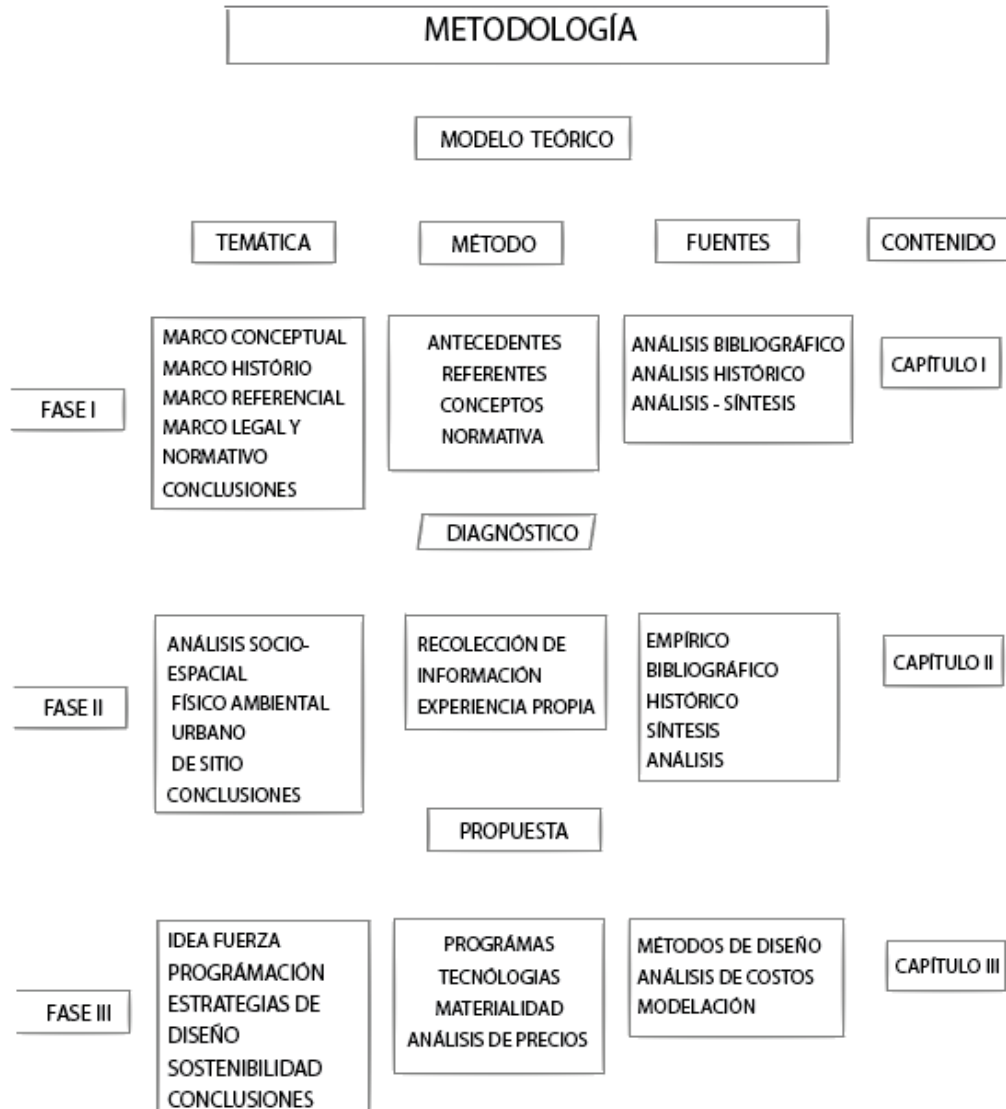 METODOLOGÍA
MODELO TEÓRICO
TEMÁTICA
MÉTODO
FUENTES
CONTENIDO
FASE I
MARCO CONCEPTUAL
MARCO HISTÓRIO
MARCO REFERENCIAL
MARCO LEGAL Y
NORMATIVO
CONCLUSIONES
ANTECEDENTES
REFERENTES
CONCEPTOS
NORMATIVA
ANÁLISIS BIBLIOGRÁFICO
ANÁLISIS HISTÓRICO
ANÁLISIS - SÍNTESIS
CAPÍTULO I
DIAGNÓSTICO
FASE II
ANÁLISIS SOCIO-
ESPACIAL
FÍSICO AMBIENTAL
URBANO
DE SITIO
CONCLUSIONES
RECOLECCIÓN DE
INFORMACIÓN
EXPERIENCIA PROPIA
EMPÍRICO
BIBLIOGRÁFICO
HISTÓRICO
SÍNTESIS
ANÁLISIS
CAPÍTULO II
PROPUESTA
FASE III
IDEA FUERZA
PROGRÁMACIÓN
ESTRATEGIAS DE
DISEÑO
SOSTENIBILIDAD
CONCLUSIONES
PROGRÁMAS
TECNÓLOGIAS
MATERIALIDAD
ANÁLISIS DE PRECIOS
MÉTODOS DE DISEÑO
ANÁLISIS DE COSTOS
MODELACIÓN
CAPÍTULO III